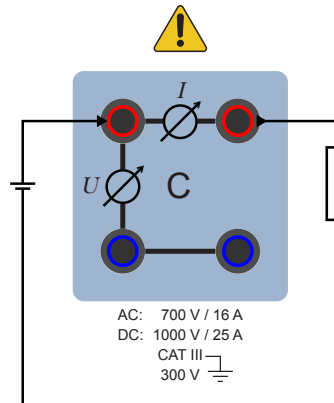 !
I
U
C
AC: 700 V / 16 A
DC: 1000 V / 25 A
CAT III
300 V